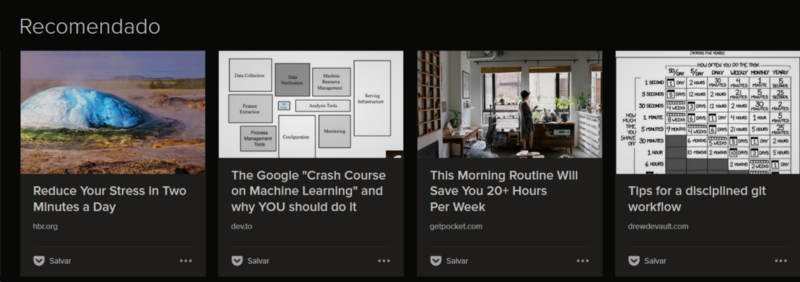 Recomendado
Data Collection
Data Verification
Machine Resource Management
Serving Infrastructure
Feature Extraction
Analysis Tools
Process Management Tools
Configuration
Monitoring
HOW OFTEN YOU DO THE TASK
50/DAY 5/DAY DAILY WEEKLY MONTHLY YEARLY
HOW MUCH TIME YOU SHAVE OFF
1 SECOND
5 SECONDS
30 SECONDS
1 MINUTE
5 MINUTES
30 MINUTES
1 HOUR
6 HOURS
Reduce Your Stress in Two
Minutes a Day
hbr.org
Salvar
The Google "Crash Course
on Machine Learning" and
why YOU should do it
dev.to
Salvar
This Morning Routine Will
Save You 20+ Hours
Per Week
getpocket.com
Salvar
Tips for a disciplined git
workflow
drewdevault.com
Salvar